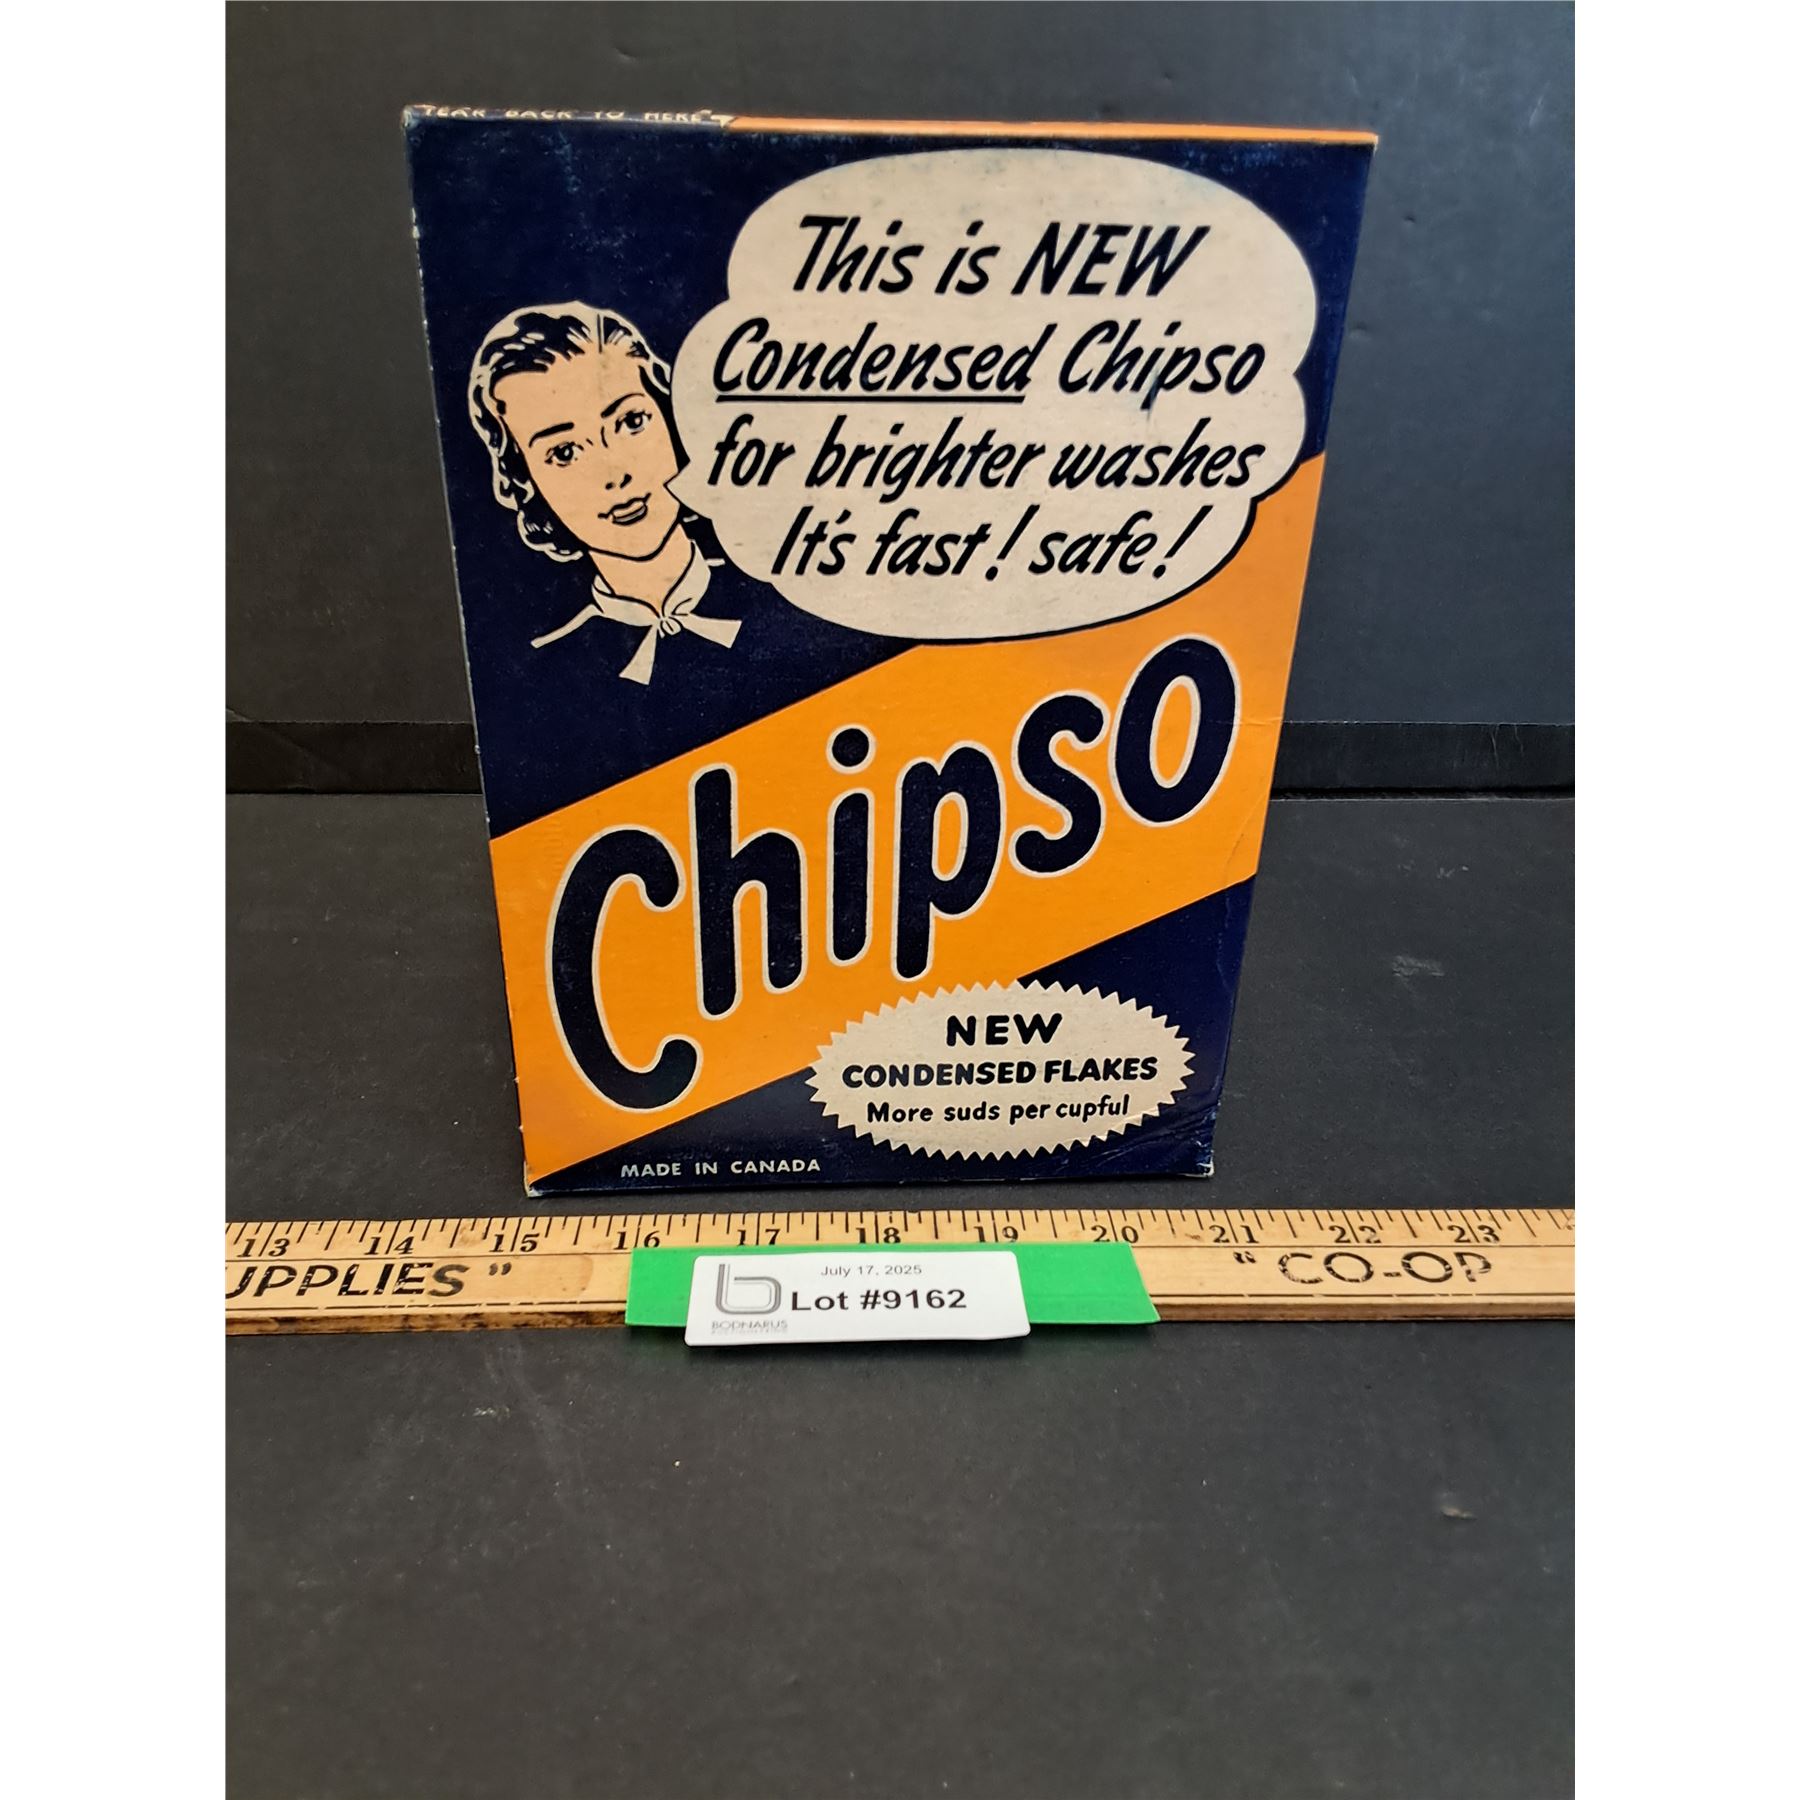 TEAR BACK TO HERE
This is NEW
Condensed Chipso
for brighter washes
It's fast! safe!
Chipso
NEW
CONDENSED FLAKES
More suds per cupful
MADE IN CANADA
13 14 15 16 17 18 19 20 21 22 23
UPPLIES" "CO-OP
July 17, 2025
Lot #9162
BODNARUS
AUCTIONEERING